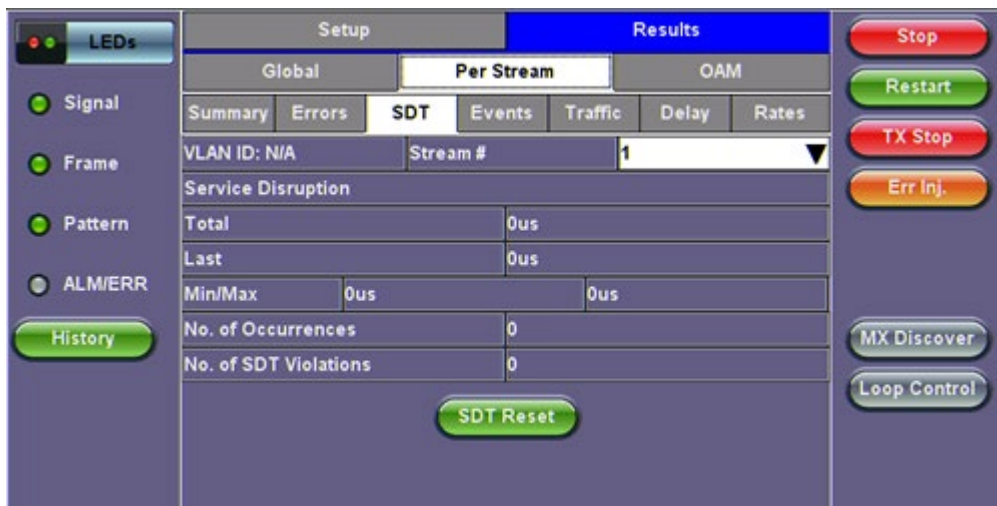 LEDs
Signal
Frame
Pattern
ALM/ERR
History
Setup Results
Global Per Stream OAM
Summary Errors SDT Events Traffic Delay Rates
VLAN ID: N/A Stream # 1
Service Disruption
Total 0us
Last 0us
Min/Max 0us 0us
No. of Occurrences 0
No. of SDT Violations 0
SDT Reset
Stop
Restart
TX Stop
Err Inj.
MX Discover
Loop Control